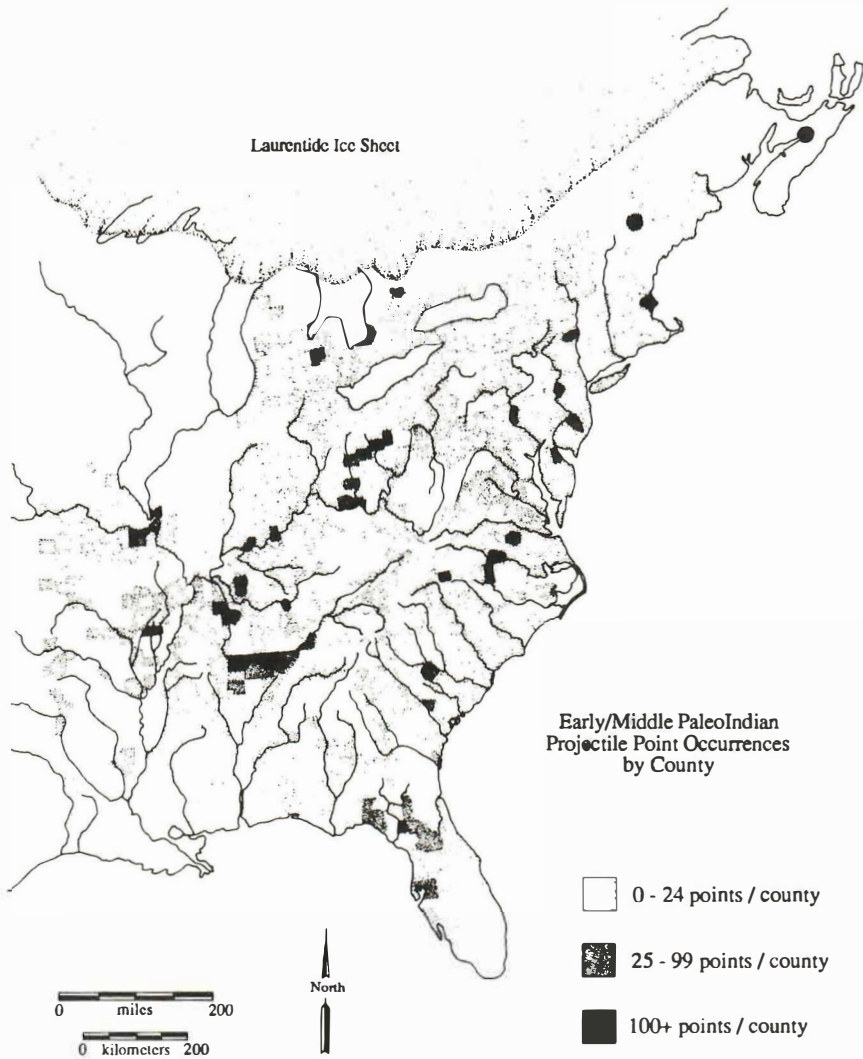 Laurentide Ice Sheet
Early/Middle PaleoIndian
Projectile Point Occurrences
by County
0 - 24 points / county
25 - 99 points / county
100+ points / county
North
0 miles 200
0 kilometers 200